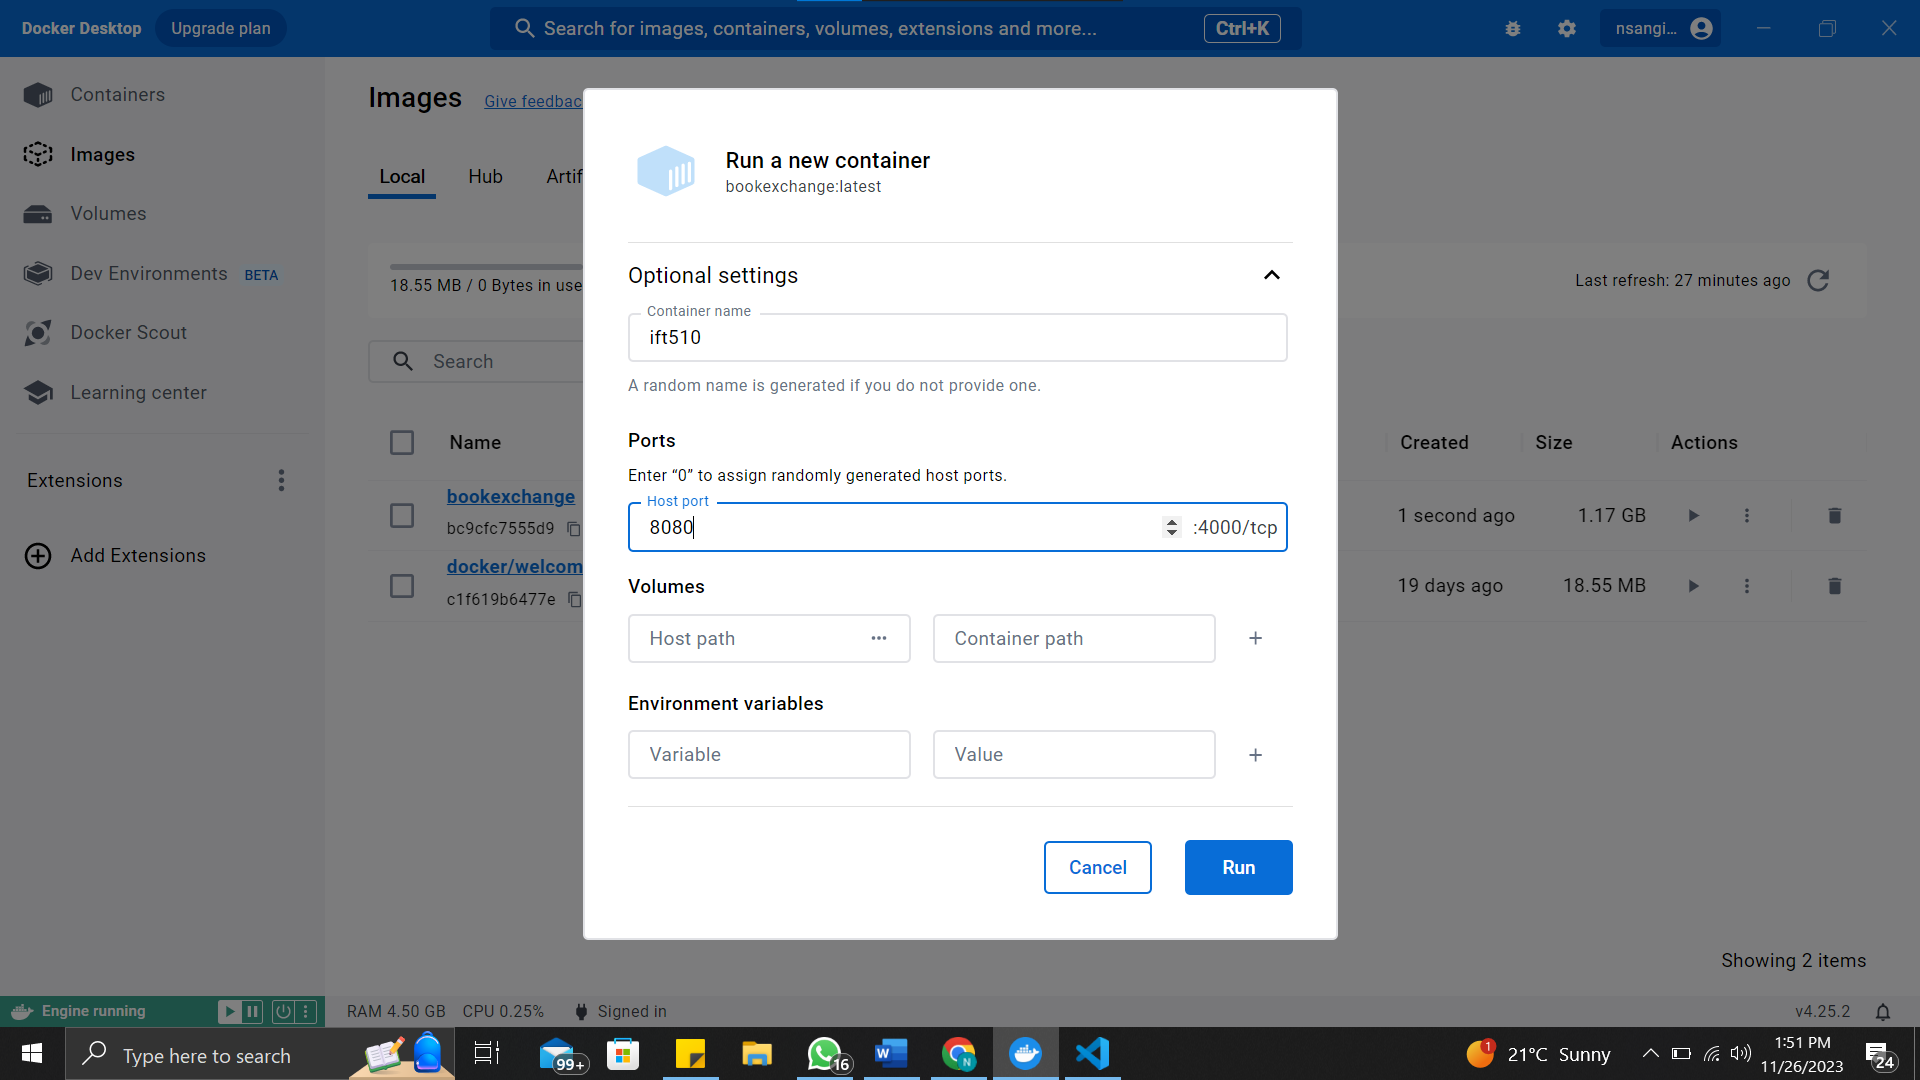 Docker Desktop
Upgrade plan
Search for images, containers, volumes, extensions and more...
Ctrl+K
nsangi...
Containers
Images
Volumes
Dev Environments BETA
Docker Scout
Learning center
Extensions
Add Extensions
Images
Give feedbac
Local
Hub
Artif
18.55 MB / 0 Bytes in use
Last refresh: 27 minutes ago
Search
Name
Created
Size
Actions
bookexchange
bc9cfc7555d9
1 second ago
1.17 GB
docker/welcom
c1f619b6477e
19 days ago
18.55 MB
Showing 2 items
Run a new container
bookexchange:latest
Optional settings
Container name
ift510
A random name is generated if you do not provide one.
Ports
Enter “0” to assign randomly generated host ports.
Host port
8080
:4000/tcp
Volumes
Host path
Container path
Environment variables
Variable
Value
Cancel
Run
Engine running
RAM 4.50 GB CPU 0.25%
Signed in
v4.25.2
Type here to search
99+
16
W
N
1
21°C Sunny
1:51 PM
11/26/2023
24